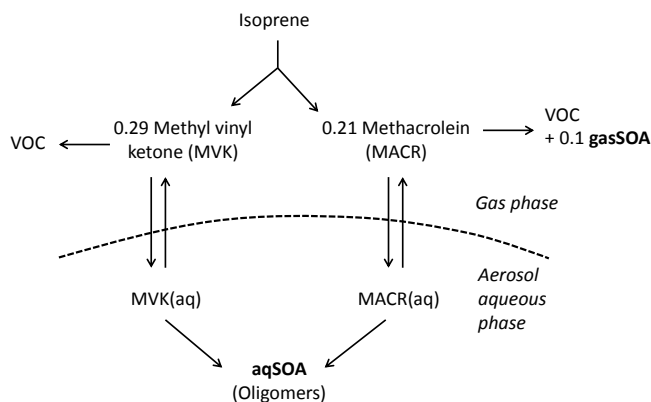 Isoprene
VOC
0.29 Methyl vinyl
ketone (MVK)
0.21 Methacrolein
(MACR)
VOC
+ 0.1 gasSOA
Gas phase
Aerosol
aqueous
phase
MVK(aq)
MACR(aq)
aqSOA
(Oligomers)